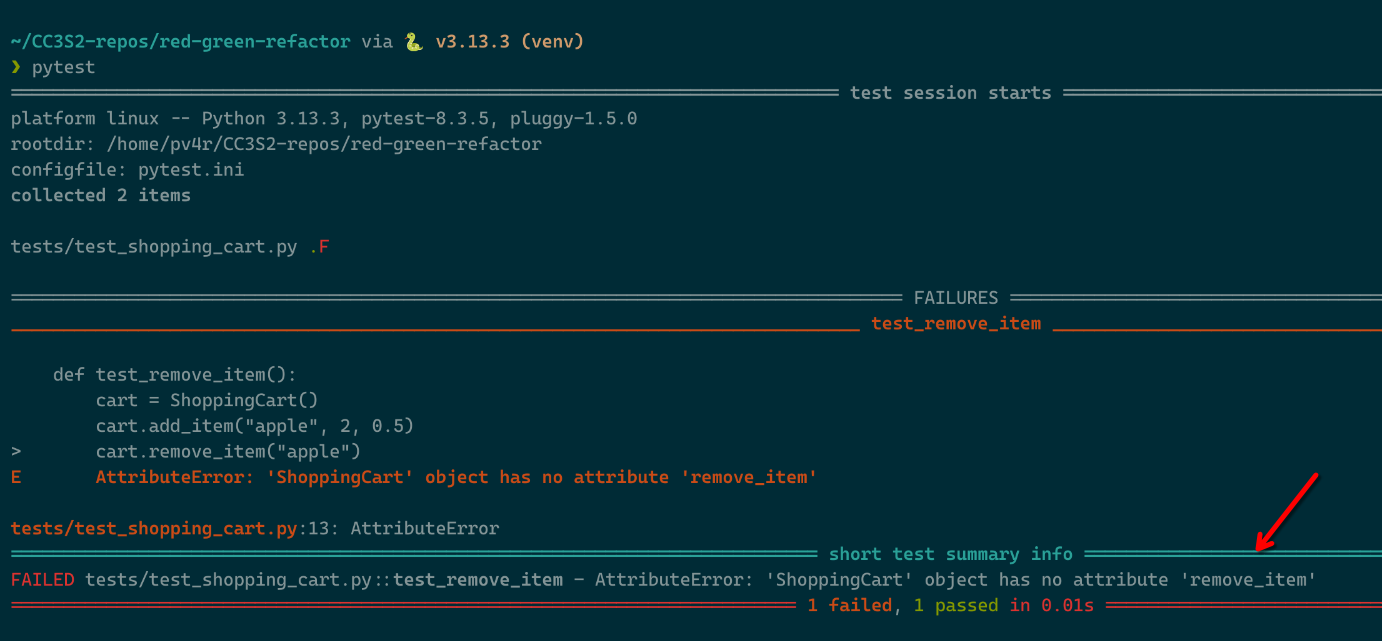 ~/CC3S2-repos/red-green-refactor via 🐍 v3.13.3 (venv)
❯ pytest
═══════════ test session starts ═══════════
platform linux -- Python 3.13.3, pytest-8.3.5, pluggy-1.5.0
rootdir: /home/pv4r/CC3S2-repos/red-green-refactor
configfile: pytest.ini
collected 2 items
tests/test_shopping_cart.py .F
═══════════ FAILURES ═══════════
___________ test_remove_item ___________
    def test_remove_item():
        cart = ShoppingCart()
        cart.add_item("apple", 2, 0.5)
>       cart.remove_item("apple")
E       AttributeError: 'ShoppingCart' object has no attribute 'remove_item'
tests/test_shopping_cart.py:13: AttributeError
═══════════ short test summary info ═══════════
FAILED tests/test_shopping_cart.py::test_remove_item - AttributeError: 'ShoppingCart' object has no attribute 'remove_item'
═══════════ 1 failed, 1 passed in 0.01s ═══════════